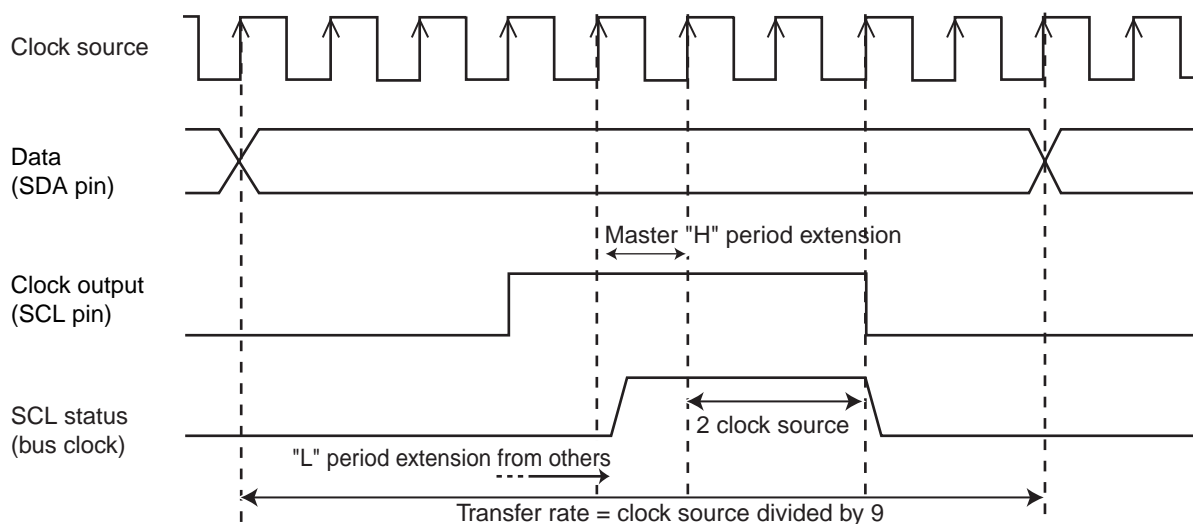 Clock source
Data
(SDA pin)
Master "H" period extension
Clock output
(SCL pin)
SCL status
(bus clock)
2 clock source
"L" period extension from others
Transfer rate = clock source divided by 9